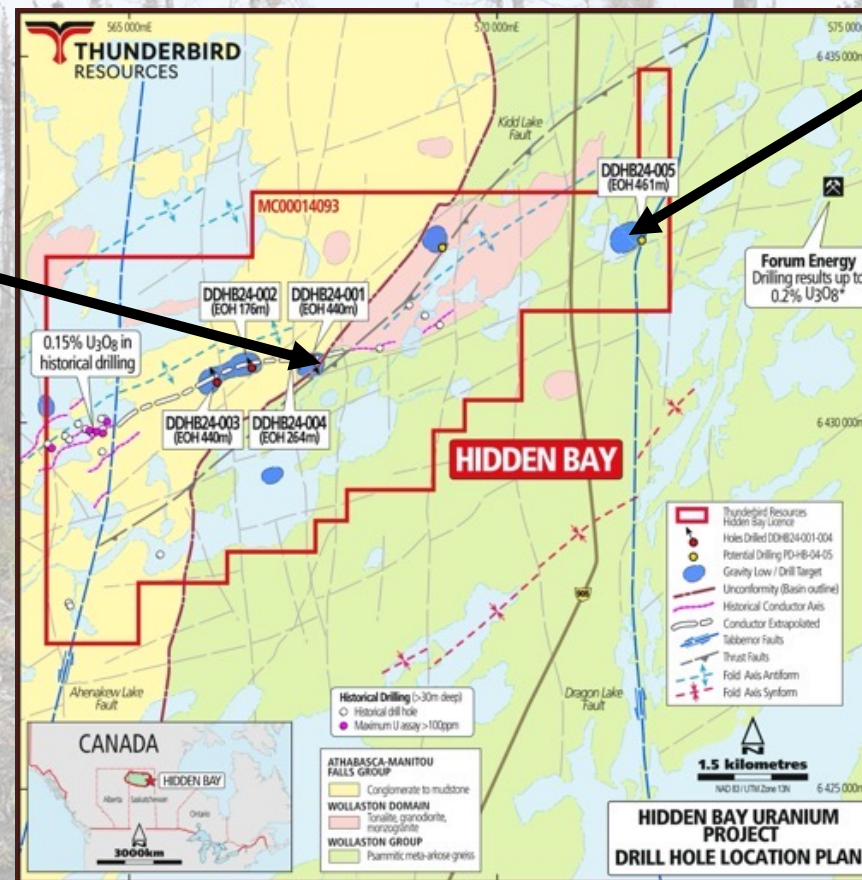 565 000mE
570 000mE
575 000m
6 435 000m
THUNDERBIRD
RESOURCES
Kidd Lake
Fault
DDHB24-005
(EOH 461m)
MC00014093
Forum Energy
Drilling results up to
0.2% U3O8*
DDHB24-002
(EOH 176m)
DDHB24-001
(EOH 440m)
0.15% U3O8 in
historical drilling
DDHB24-003
(EOH 440m)
DDHB24-004
(EOH 264m)
6 430 000m
HIDDEN BAY
Thunderbird Resources
Hidden Bay Licence
Holes Drilled DDHB24-001-004
Potential Drilling PD-HB-04-05
Gravity Low / Drill Target
Unconformity (Basin outline)
Historical Conductor Axis
Conductor Extrapolated
Tabbernor Faults
Thrust Faults
Fold Axis Antiform
Fold Axis Synform
905
Ahenakew Lake
Fault
Historical Drilling (>30m deep)
Historical drill hole
Maximum U assay >100ppm
Dragon Lake
Fault
1.5 kilometres
NAD 83 / UTM Zone 13N
CANADA
HIDDEN BAY
Alberta
Saskatchewan
Ontario
3000km
ATHABASCA-MANITOU
FALLS GROUP
Conglomerate to mudstone
WOLLASTON DOMAIN
Tonalite, granodiorite,
monzogranite
WOLLASTON GROUP
Psammitic meta-arkose gneiss
6 425 000m
HIDDEN BAY URANIUM
PROJECT
DRILL HOLE LOCATION PLAN